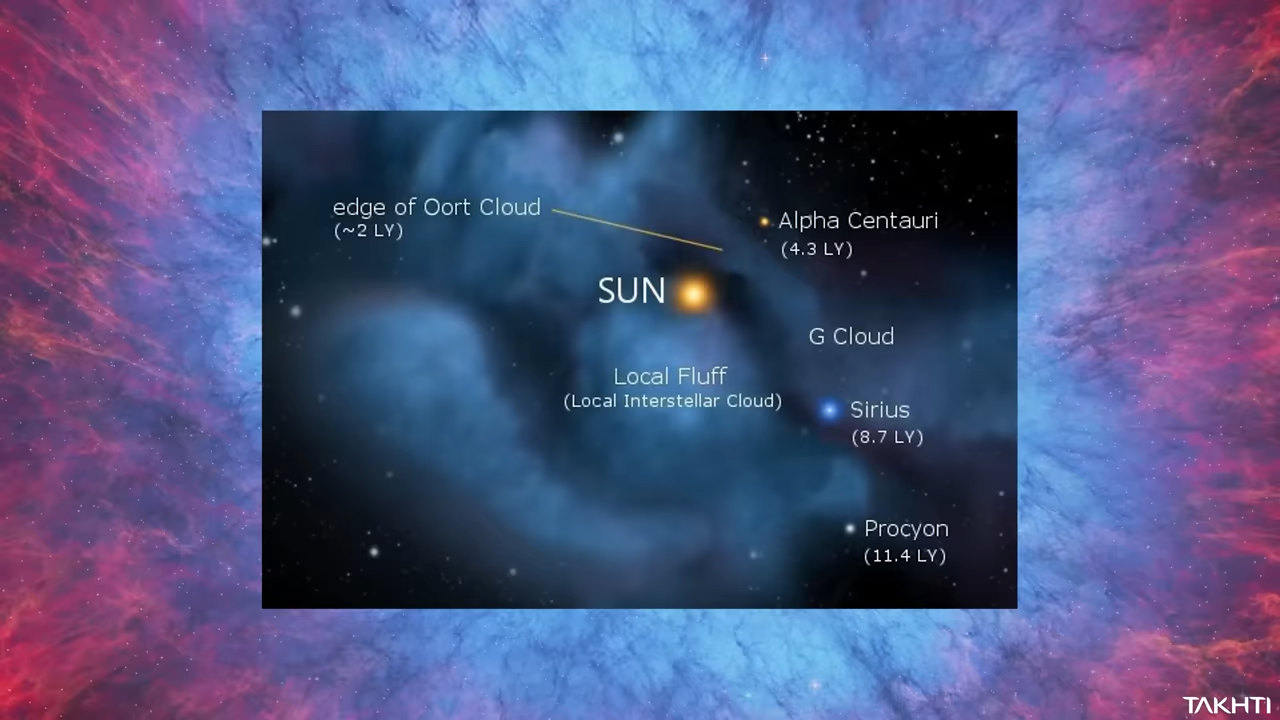 edge of Oort Cloud
(~2 LY)
Alpha Centauri
(4.3 LY)
SUN
G Cloud
Local Fluff
(Local Interstellar Cloud)
Sirius
(8.7 LY)
Procyon
(11.4 LY)
TAKHTI